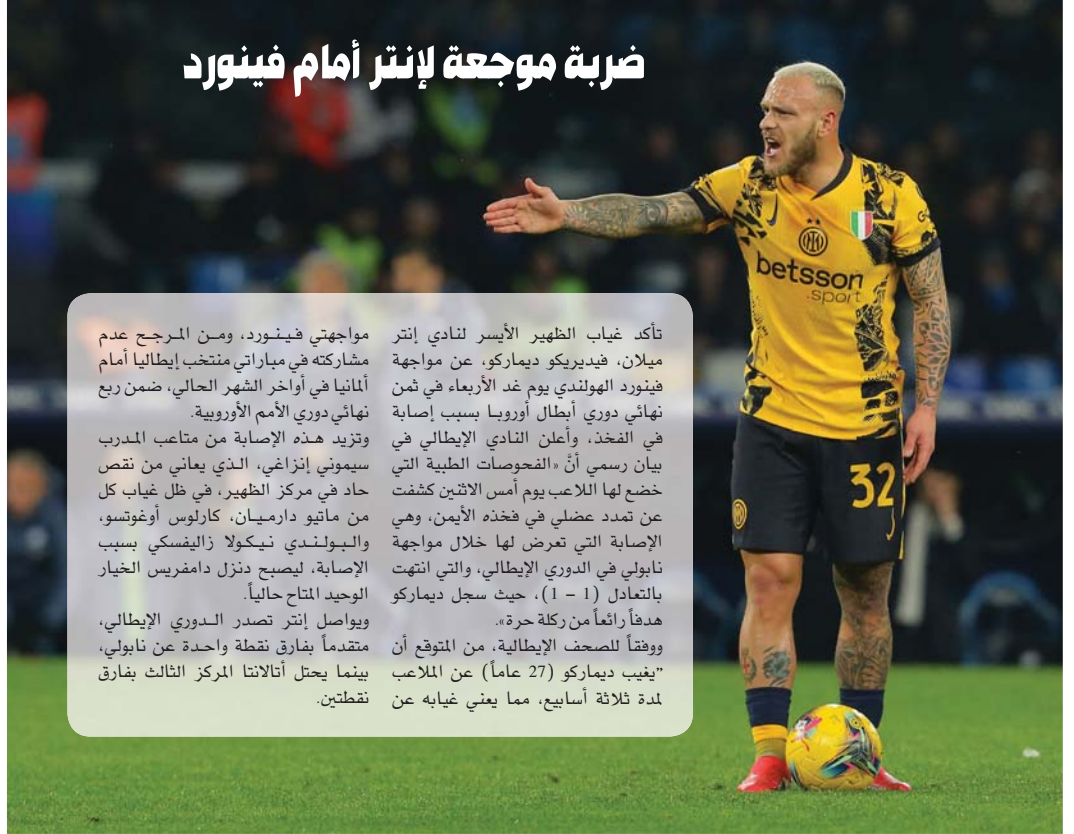 ضربة موجعة لإنتر أمام فينورد
تأكد غياب الظهير الأيسر لنادي إنتر
ميلان، فيديريكو ديماركو، عن مواجهة
فينورد الهولندي يوم غد الأربعاء في ثمن
نهائي دوري أبطال أوروبا بسبب إصابة
في الفخذ، وأعلن النادي الإيطالي في
بيان رسمي أنَّ «الفحوصات الطبية التي
خضع لها اللاعب يوم أمس الاثنين كشفت
عن تمدد عضلي في فخذه الأيمن، وهي
الإصابة التي تعرض لها خلال مواجهة
نابولي في الدوري الإيطالي، والتي انتهت
بالتعادل (1 – 1)، حيث سجل ديماركو
هدفاً رائعاً من ركلة حرة».
ووفقاً للصحف الإيطالية، من المتوقع أن
”يغيب ديماركو (27 عاماً) عن الملاعب
لمدة ثلاثة أسابيع، مما يعني غيابه عن
مواجهتي فينورد، ومن المرجح عدم
مشاركته في مباراتي منتخب إيطاليا أمام
ألمانيا في أواخر الشهر الحالي، ضمن ربع
نهائي دوري الأمم الأوروبية.
وتزيد هذه الإصابة من متاعب المدرب
سيموني إنزاغي، الذي يعاني من نقص
حاد في مركز الظهير، في ظل غياب كل
من ماتيو دارميان، كارلوس أوغوتسو،
والبولندي نيكولا زاليفسكي بسبب
الإصابة، ليصبح دنزل دامفريس الخيار
الوحيد المتاح حالياً.
ويواصل إنتر تصدر الدوري الإيطالي،
متقدماً بفارق نقطة واحدة عن نابولي،
بينما يحتل أتالانتا المركز الثالث بفارق
نقطتين.
betsson
.sport
32